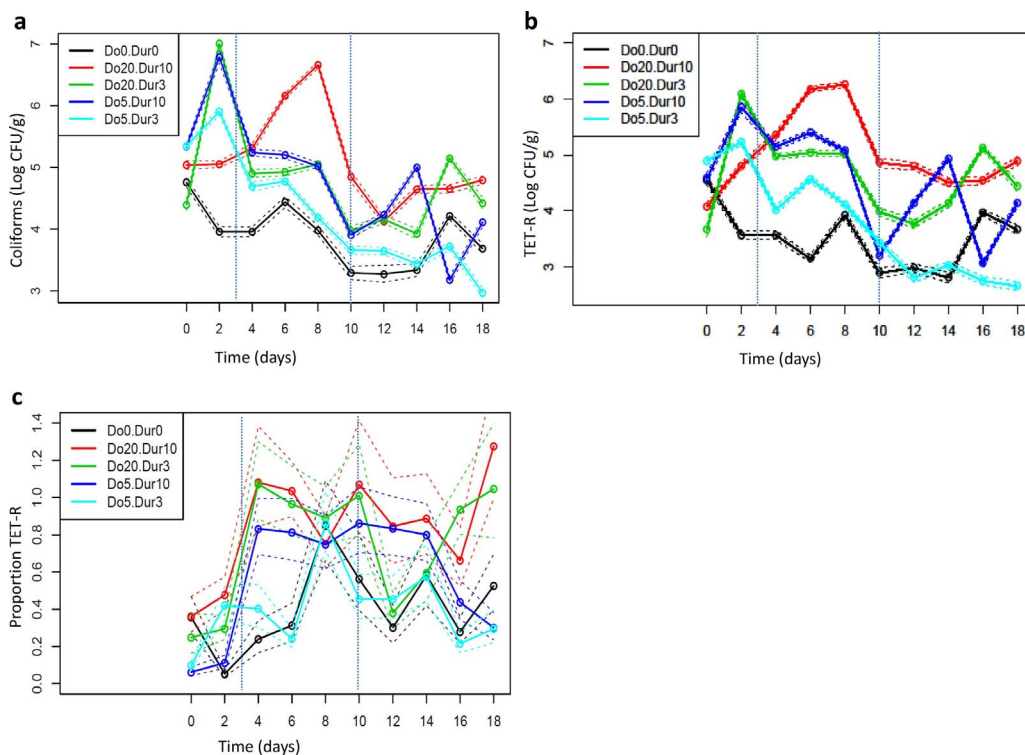 a
7
6
5
4
3
Coliforms (Log CFU/g)
Do0.Dur0
Do20.Dur10
Do20.Dur3
Do5.Dur10
Do5.Dur3
0 2 4 6 8 10 12 14 16 18
Time (days)
b
7
6
5
4
3
TET-R (Log CFU/g)
Do0.Dur0
Do20.Dur10
Do20.Dur3
Do5.Dur10
Do5.Dur3
0 2 4 6 8 10 12 14 16 18
Time (days)
c
1.4
1.2
1.0
0.8
0.6
0.4
0.2
0.0
Proportion TET-R
Do0.Dur0
Do20.Dur10
Do20.Dur3
Do5.Dur10
Do5.Dur3
0 2 4 6 8 10 12 14 16 18
Time (days)